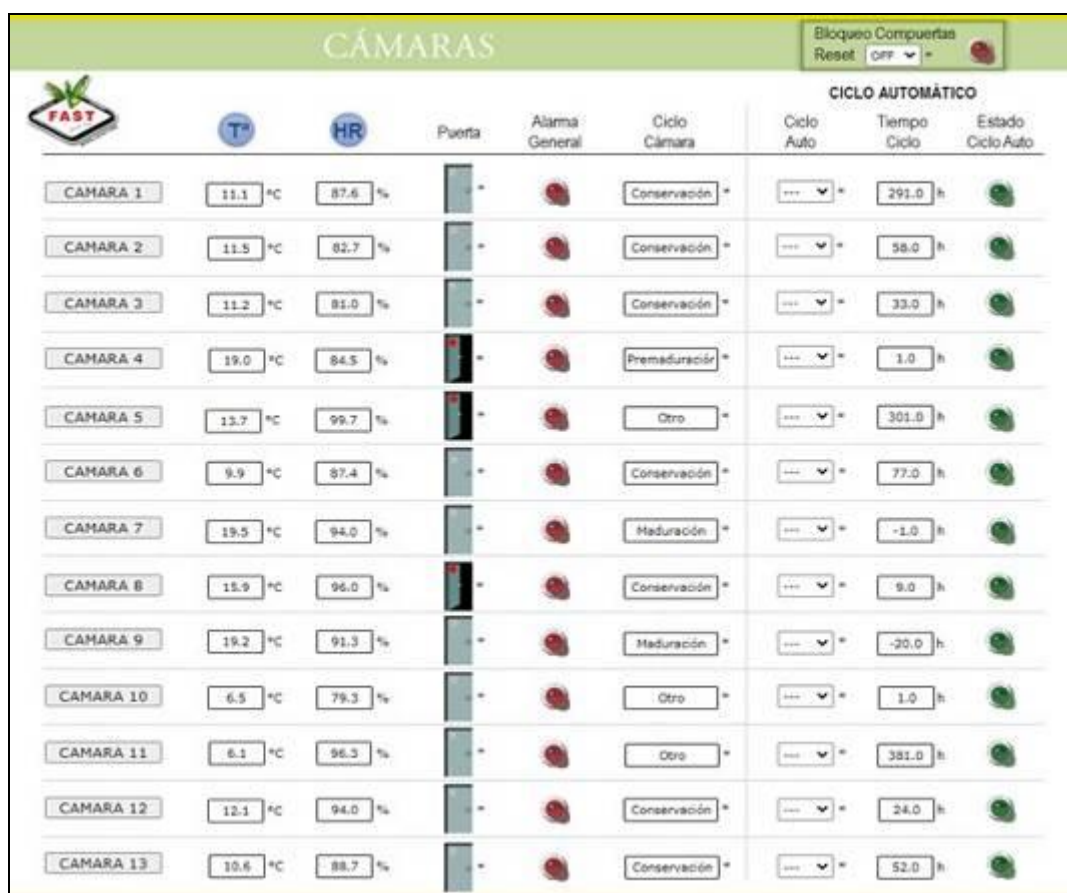 CÁMARAS
Bloqueo Compuertas
Reset OFF
FAST
CICLO AUTOMÁTICO
Tª HR Puerta Alarma General Ciclo Cámara Ciclo Auto Tiempo Ciclo Estado Ciclo Auto
CAMARA 1 11.1 °C 87.6 % Conservación --- 291.0 h
CAMARA 2 11.5 °C 82.7 % Conservación --- 58.0 h
CAMARA 3 11.2 °C 81.0 % Conservación --- 33.0 h
CAMARA 4 19.0 °C 84.5 % Premaduración --- 1.0 h
CAMARA 5 13.7 °C 99.7 % Otro --- 301.0 h
CAMARA 6 9.9 °C 87.4 % Conservación --- 77.0 h
CAMARA 7 19.5 °C 94.0 % Maduración --- -1.0 h
CAMARA 8 15.9 °C 96.0 % Conservación --- 9.0 h
CAMARA 9 19.2 °C 91.3 % Maduración --- -20.0 h
CAMARA 10 6.5 °C 79.3 % Otro --- 1.0 h
CAMARA 11 6.1 °C 96.3 % Otro --- 381.0 h
CAMARA 12 12.1 °C 94.0 % Conservación --- 24.0 h
CAMARA 13 10.6 °C 88.7 % Conservación --- 52.0 h